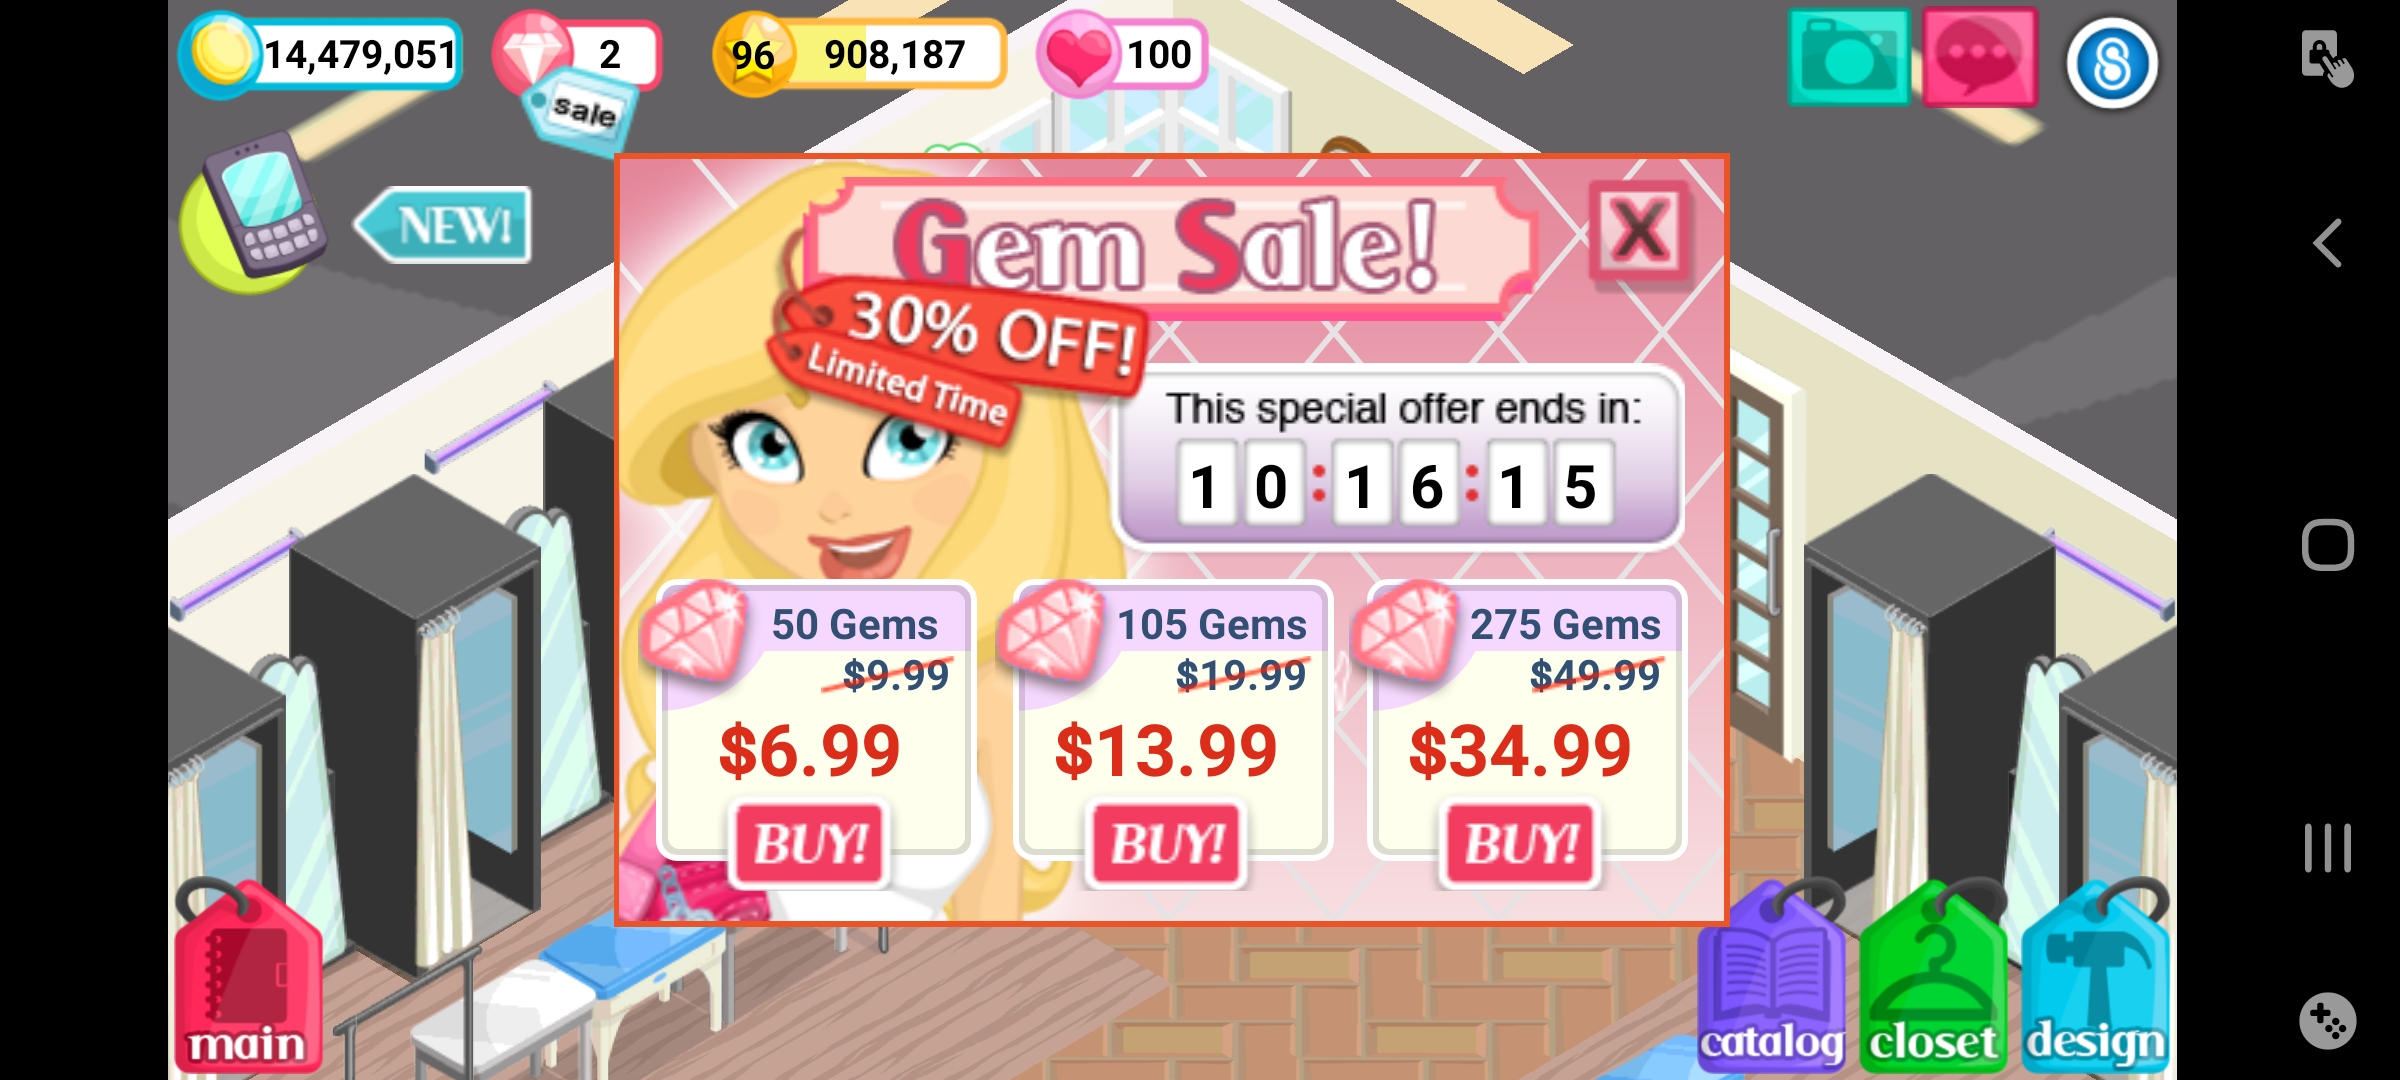 14,479,051
2
96
908,187
100
sale
NEW!
Gem Sale!
30% OFF!
Limited Time
X
This special offer ends in:
10:16:15
50 Gems
$9.99
$6.99
BUY!
105 Gems
$19.99
$13.99
BUY!
275 Gems
$49.99
$34.99
BUY!
main
catalog
closet
design